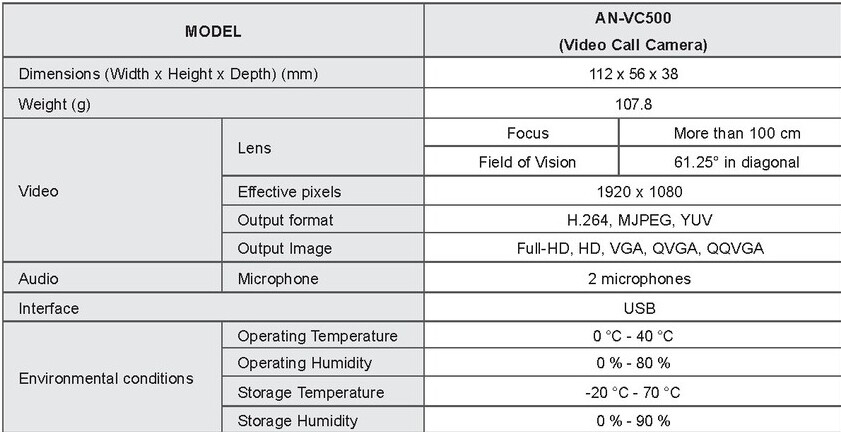 MODEL
AN-VC500
(Video Call Camera)
Dimensions (Width x Height x Depth) (mm)
112 x 56 x 38
Weight (g)
107.8
Video
Lens
Focus
More than 100 cm
Field of Vision
61.25° in diagonal
Effective pixels
1920 x 1080
Output format
H.264, MJPEG, YUV
Output Image
Full-HD, HD, VGA, QVGA, QQVGA
Audio
Microphone
2 microphones
Interface
USB
Environmental conditions
Operating Temperature
0 °C - 40 °C
Operating Humidity
0 % - 80 %
Storage Temperature
-20 °C - 70 °C
Storage Humidity
0 % - 90 %